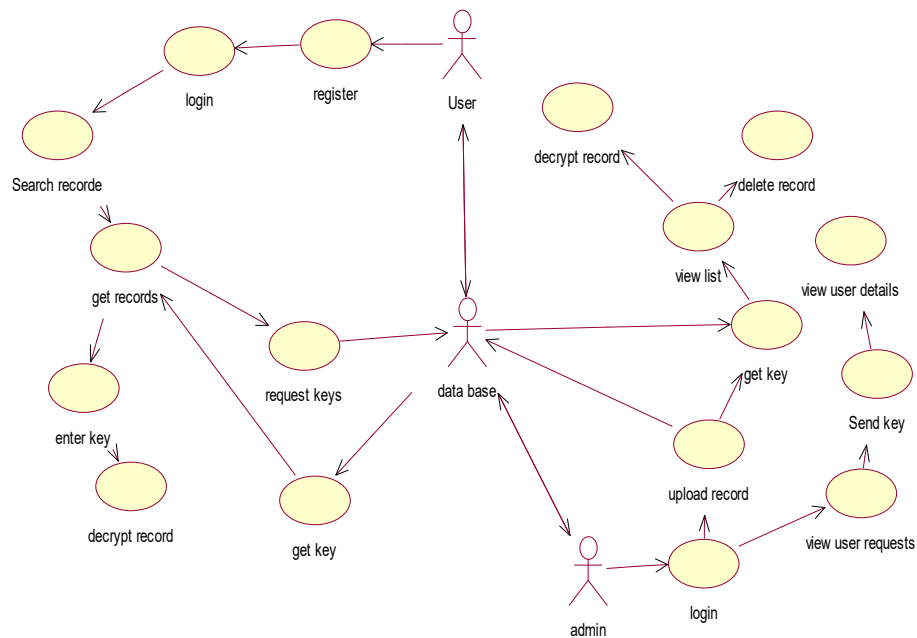 User
register
login
decrypt record
delete record
Search recorde
view list
view user details
get records
request keys
data base
get key
Send key
enter key
upload record
decrypt record
get key
view user requests
login
admin